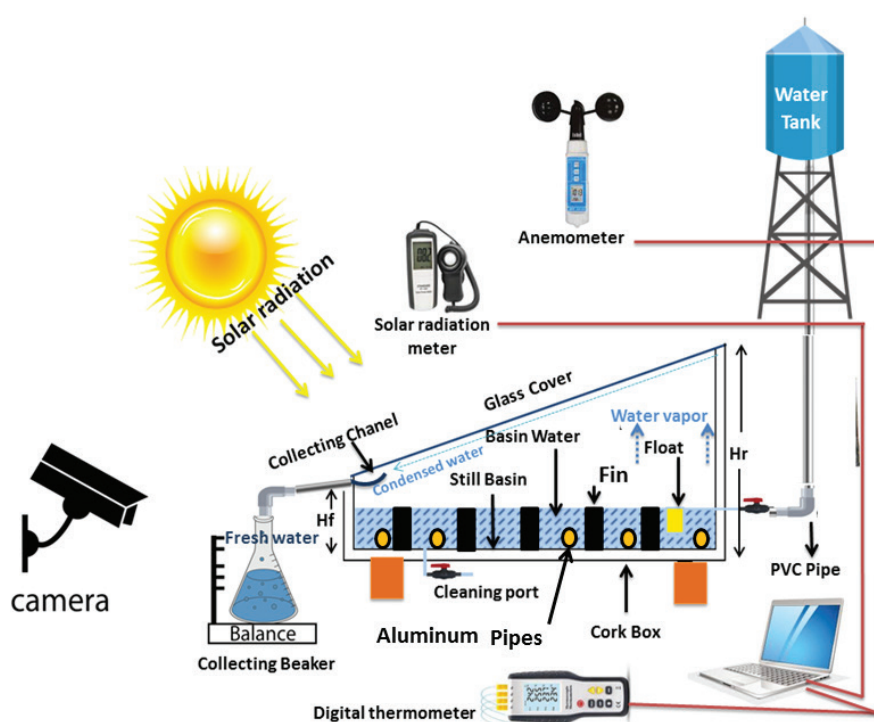 Water
Tank
Anemometer
Solar radiation
Solar radiation
meter
Glass Cover
Water vapor
Hr
Collecting Chanel
Basin Water
Condensed water
Float
Still Basin
Fin
Hf
Fresh water
PVC Pipe
Cleaning port
camera
Balance
Aluminum Pipes
Cork Box
Collecting Beaker
Digital thermometer